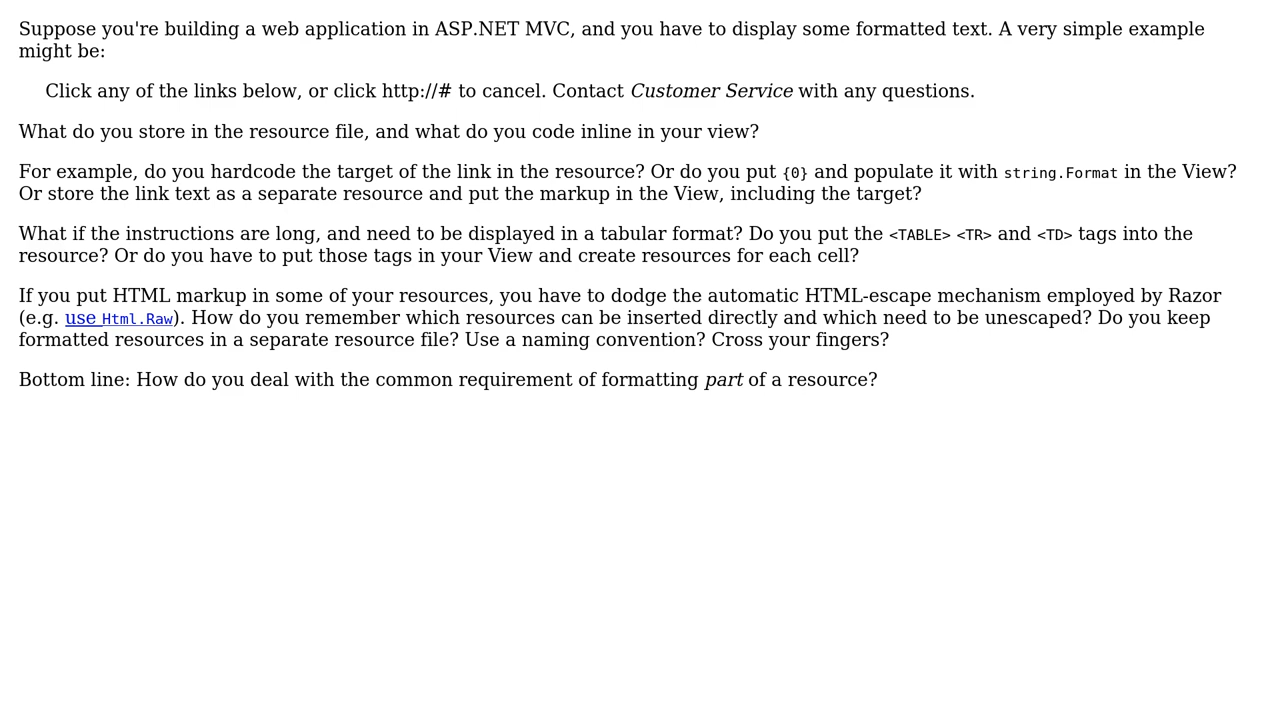 Suppose you're building a web application in ASP.NET MVC, and you have to display some formatted text. A very simple example
might be:
Click any of the links below, or click http://# to cancel. Contact Customer Service with any questions.
What do you store in the resource file, and what do you code inline in your view?
For example, do you hardcode the target of the link in the resource? Or do you put {0} and populate it with string.Format in the View?
Or store the link text as a separate resource and put the markup in the View, including the target?
What if the instructions are long, and need to be displayed in a tabular format? Do you put the <TABLE> <TR> and <TD> tags into the
resource? Or do you have to put those tags in your View and create resources for each cell?
If you put HTML markup in some of your resources, you have to dodge the automatic HTML-escape mechanism employed by Razor
(e.g. use Html.Raw). How do you remember which resources can be inserted directly and which need to be unescaped? Do you keep
formatted resources in a separate resource file? Use a naming convention? Cross your fingers?
Bottom line: How do you deal with the common requirement of formatting part of a resource?